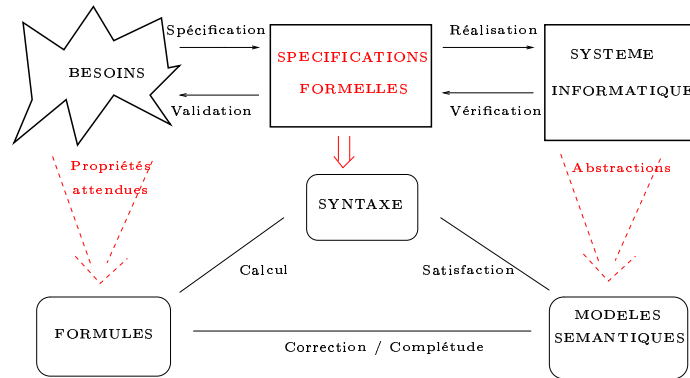 Spécification
Réalisation
BESOINS
SPECIFICATIONS
FORMELLES
SYSTEME
INFORMATIQUE
Validation
Vérification
Propriétés
attendues
Abstractions
SYNTAXE
Calcul
Satisfaction
FORMULES
MODELES
SEMANTIQUES
Correction / Complétude